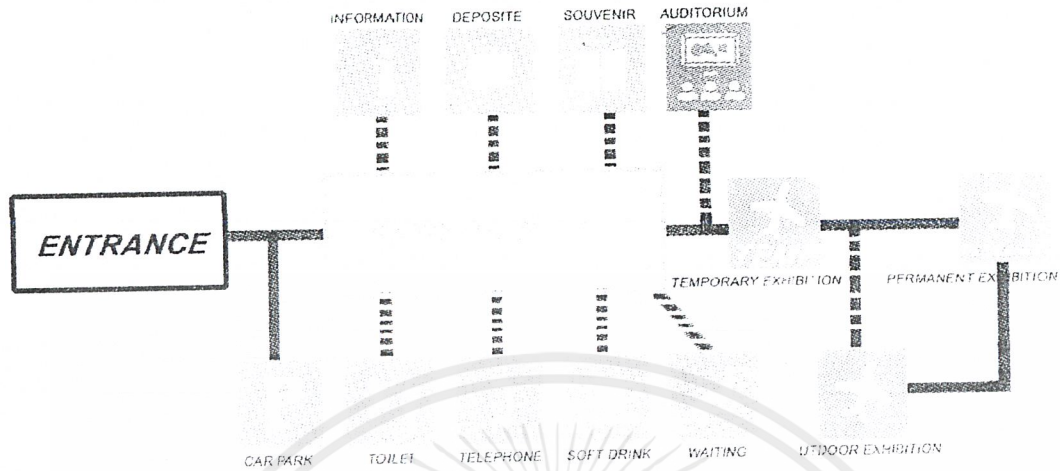 INFORMATION DEPOSITE SOUVENIR AUDITORIUM
ENTRANCE
TEMPORARY EXHIBITION PERMANENT EXHIBITION
CAR PARK TOILET TELEPHONE SOFT DRINK WAITING UTDOOR EXHIBITION